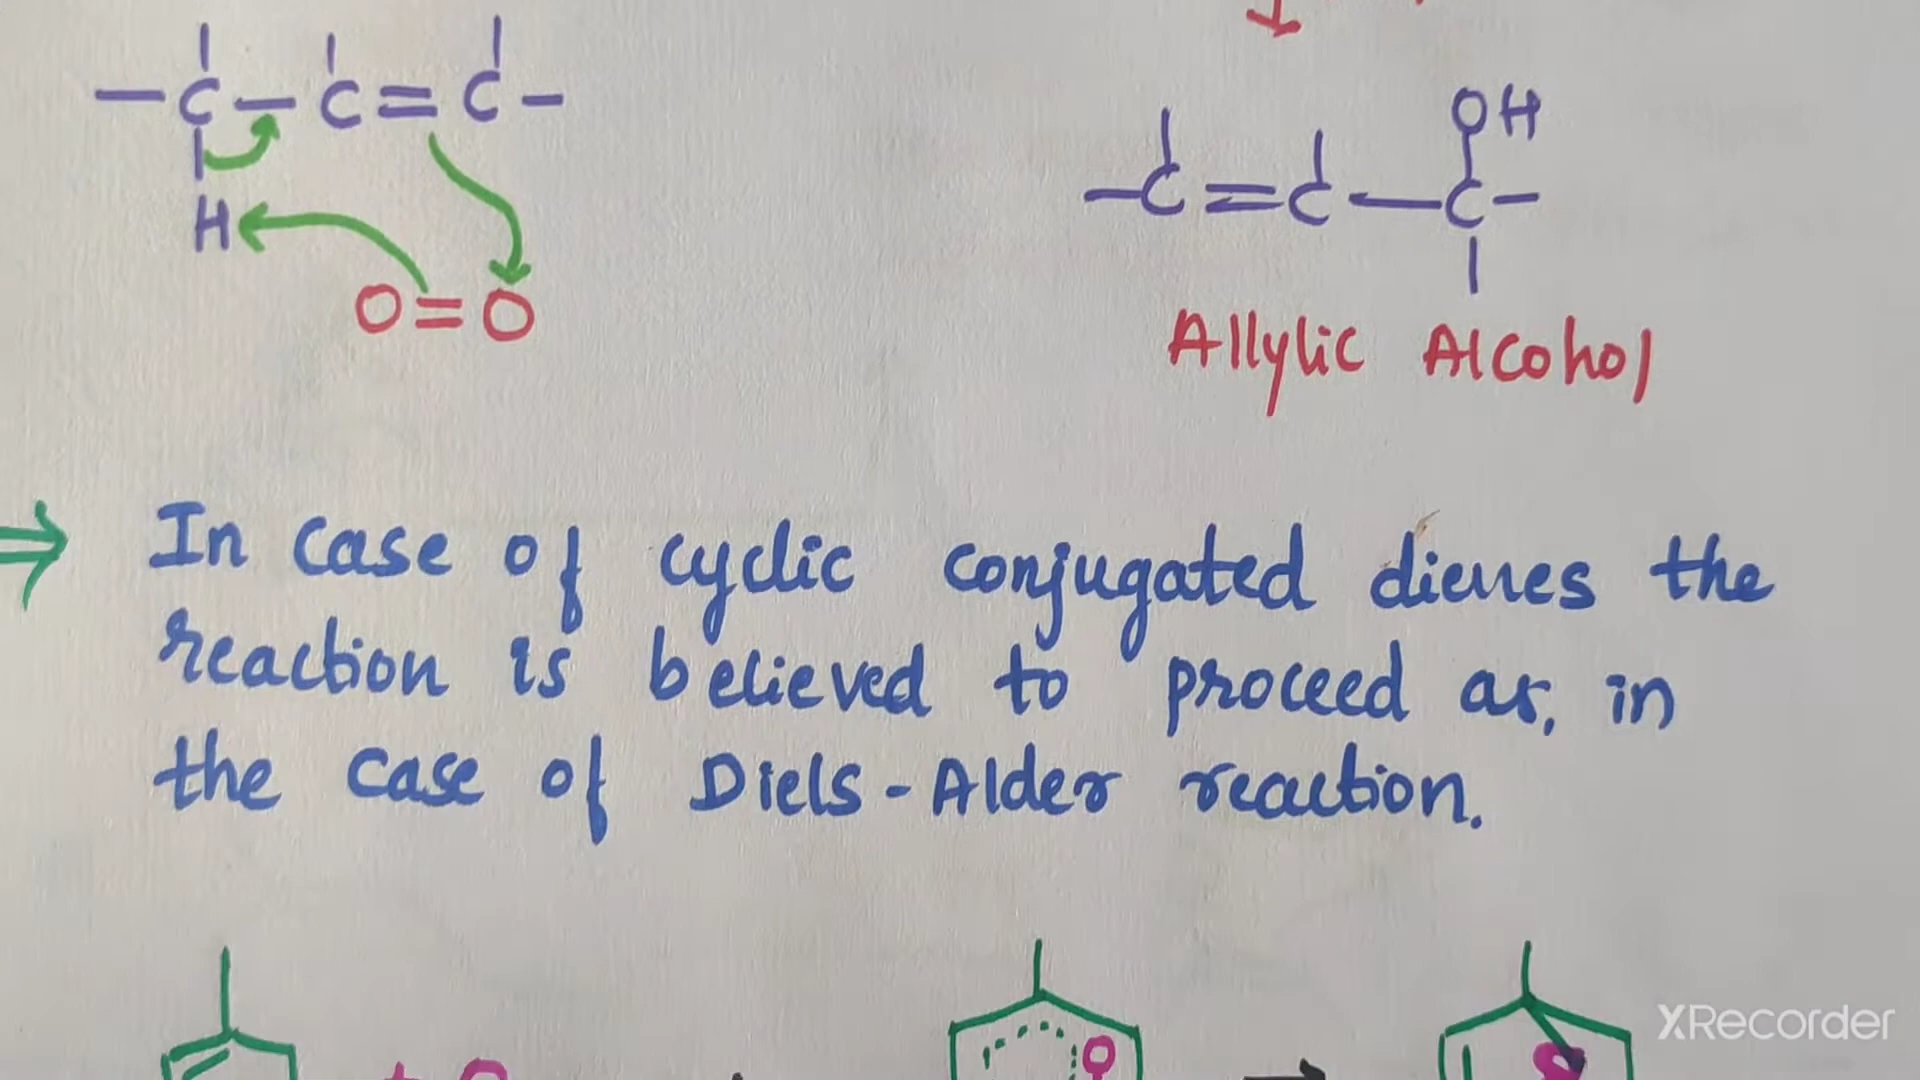 — C — C = C —
H
O = O
OH
— C = C — C —
Allylic Alcohol
⇒ In case of cyclic conjugated dienes the
reaction is believed to proceed as, in
the case of Diels - Alder reaction.
+ O
O
XRecorder